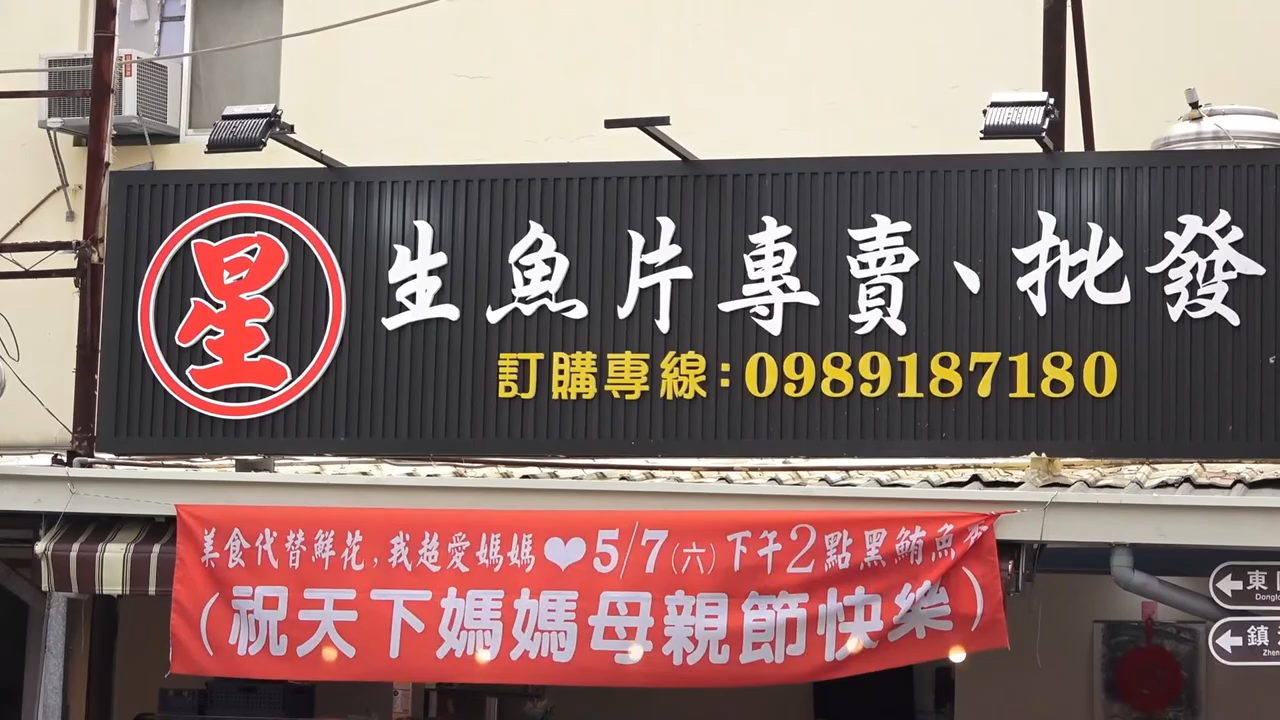 星
生魚片專賣、批發
訂購專線:0989187180
美食代替鮮花,我超愛媽媽❤5/7(六)下午2點黑鮪魚
(祝天下媽媽母親節快樂)
東
Dong
鎮
Zhen